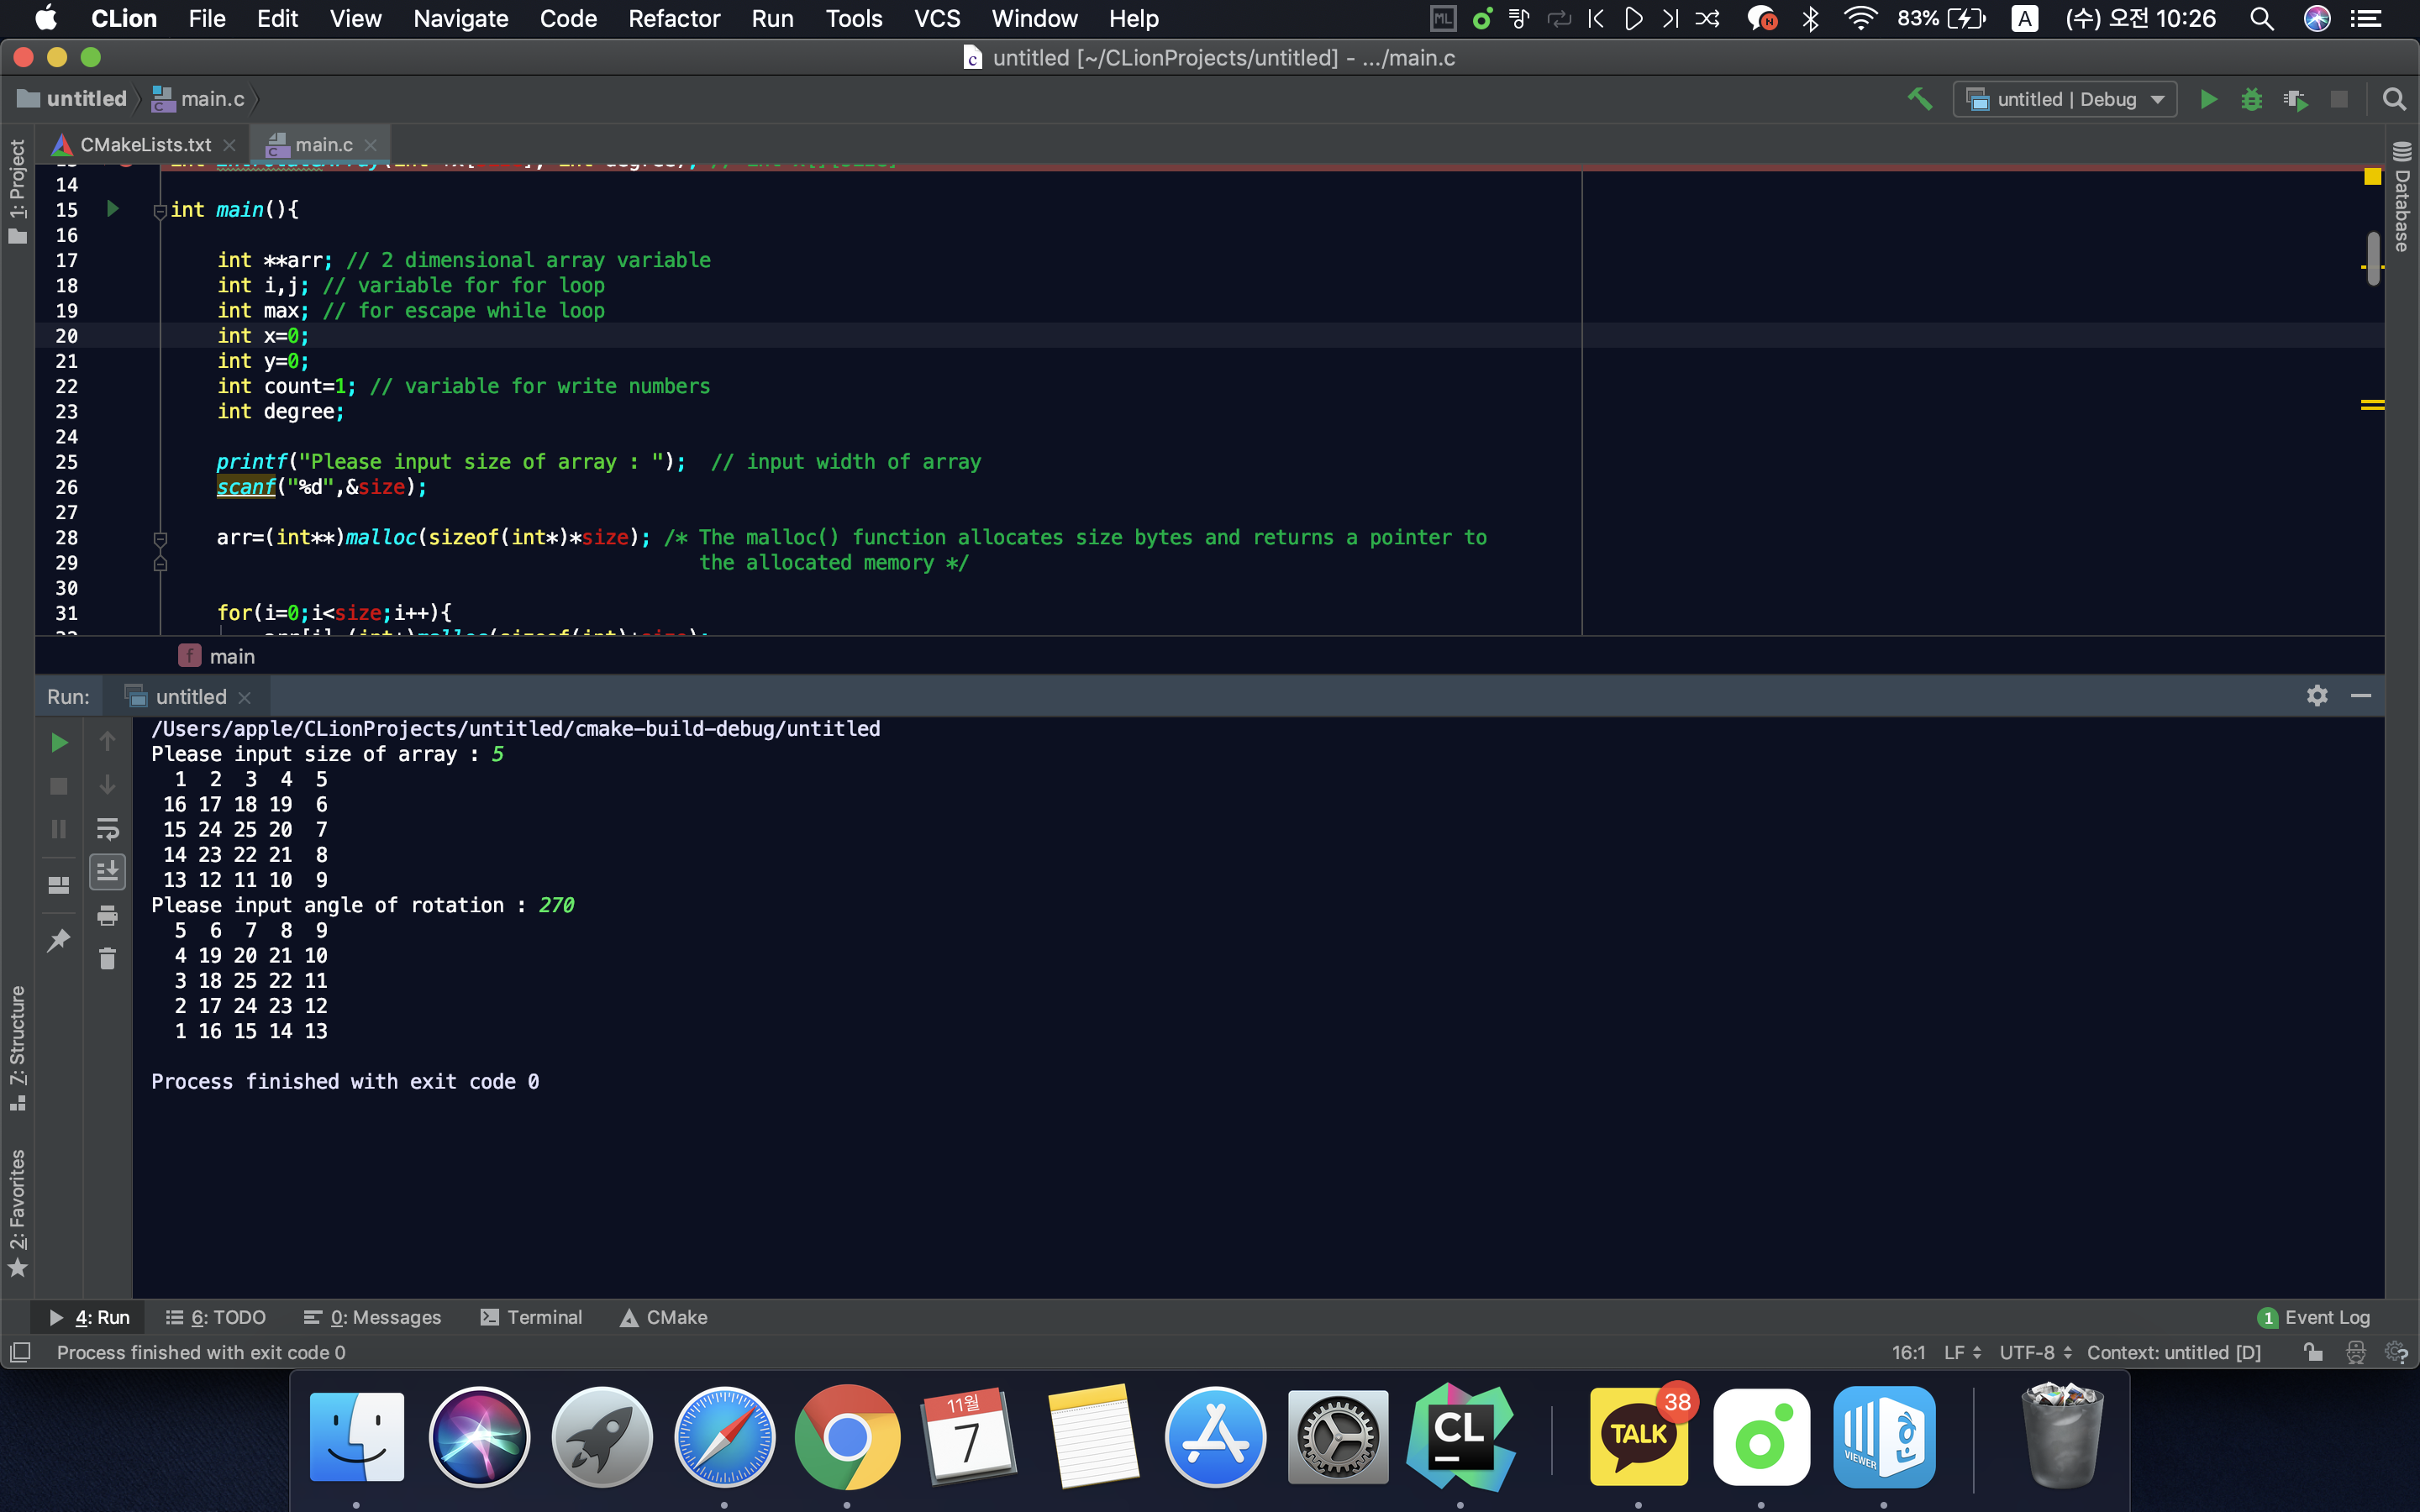 CLion File Edit View Navigate Code Refactor Run Tools VCS Window Help ML N 83% A (수) 오전 10:26
untitled [~/CLionProjects/untitled] - .../main.c
untitled main.c untitled | Debug
CMakeLists.txt main.c
1: Project
Database
14
15 int main(){
16
17 int **arr; // 2 dimensional array variable
18 int i,j; // variable for for loop
19 int max; // for escape while loop
20 int x=0;
21 int y=0;
22 int count=1; // variable for write numbers
23 int degree;
24
25 printf("Please input size of array : "); // input width of array
26 scanf("%d",&size);
27
28 arr=(int**)malloc(sizeof(int*)*size); /* The malloc() function allocates size bytes and returns a pointer to
29 the allocated memory */
30
31 for(i=0;i<size;i++){
f main
Run: untitled
/Users/apple/CLionProjects/untitled/cmake-build-debug/untitled
Please input size of array : 5
1 2 3 4 5
16 17 18 19 6
15 24 25 20 7
14 23 22 21 8
13 12 11 10 9
Please input angle of rotation : 270
5 6 7 8 9
4 19 20 21 10
3 18 25 22 11
2 17 24 23 12
1 16 15 14 13
Process finished with exit code 0
7: Structure
2: Favorites
4: Run 6: TODO 0: Messages Terminal CMake 1 Event Log
Process finished with exit code 0 16:1 LF UTF-8 Context: untitled [D]
11월
7
CL
TALK
38
VIEWER